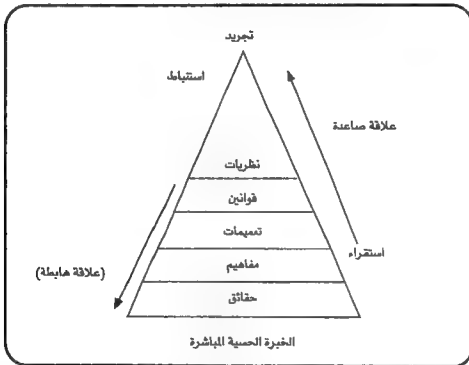 تجريد
استنباط
علاقة صاعدة
نظريات
قوانين
تعميمات
استقراء
مفاهيم
(علاقة هابطة)
حقائق
الخبرة الحسية المباشرة